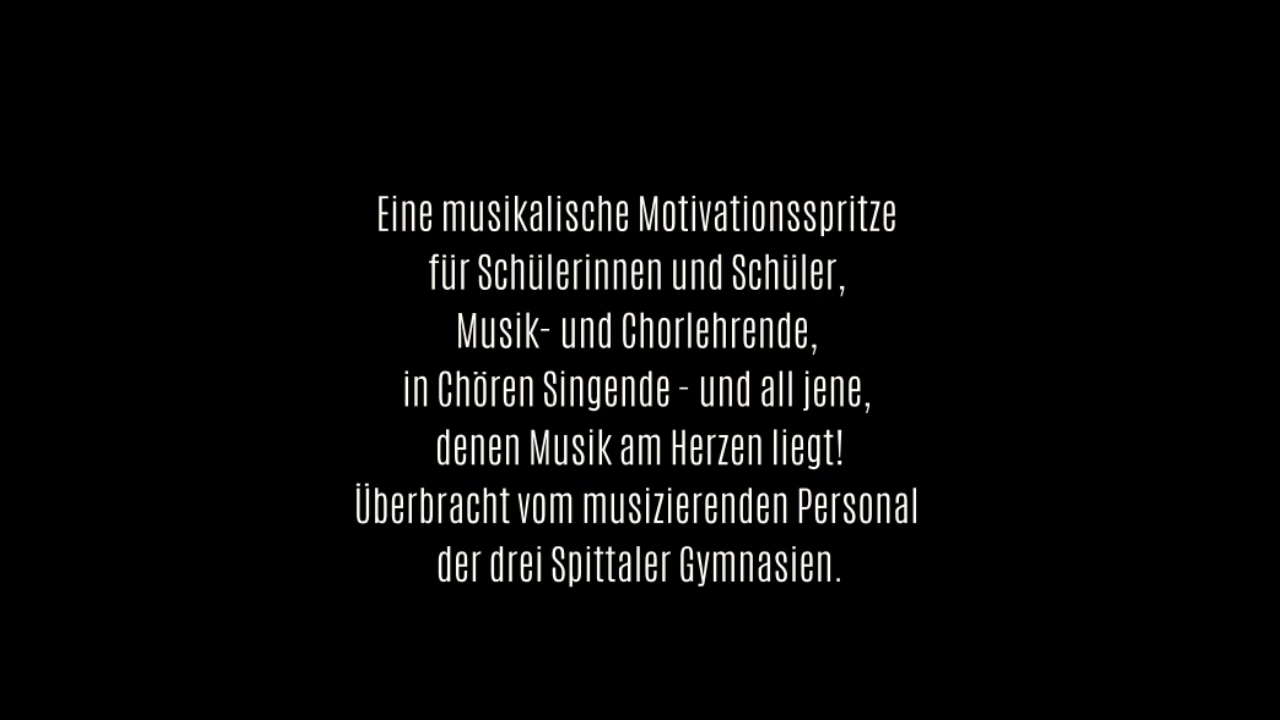 Eine musikalische Motivationsspritze
für Schülerinnen und Schüler,
Musik- und Chorlehrende,
in Chören Singende - und all jene,
denen Musik am Herzen liegt!
Überbracht vom musizierenden Personal
der drei Spittaler Gymnasien.